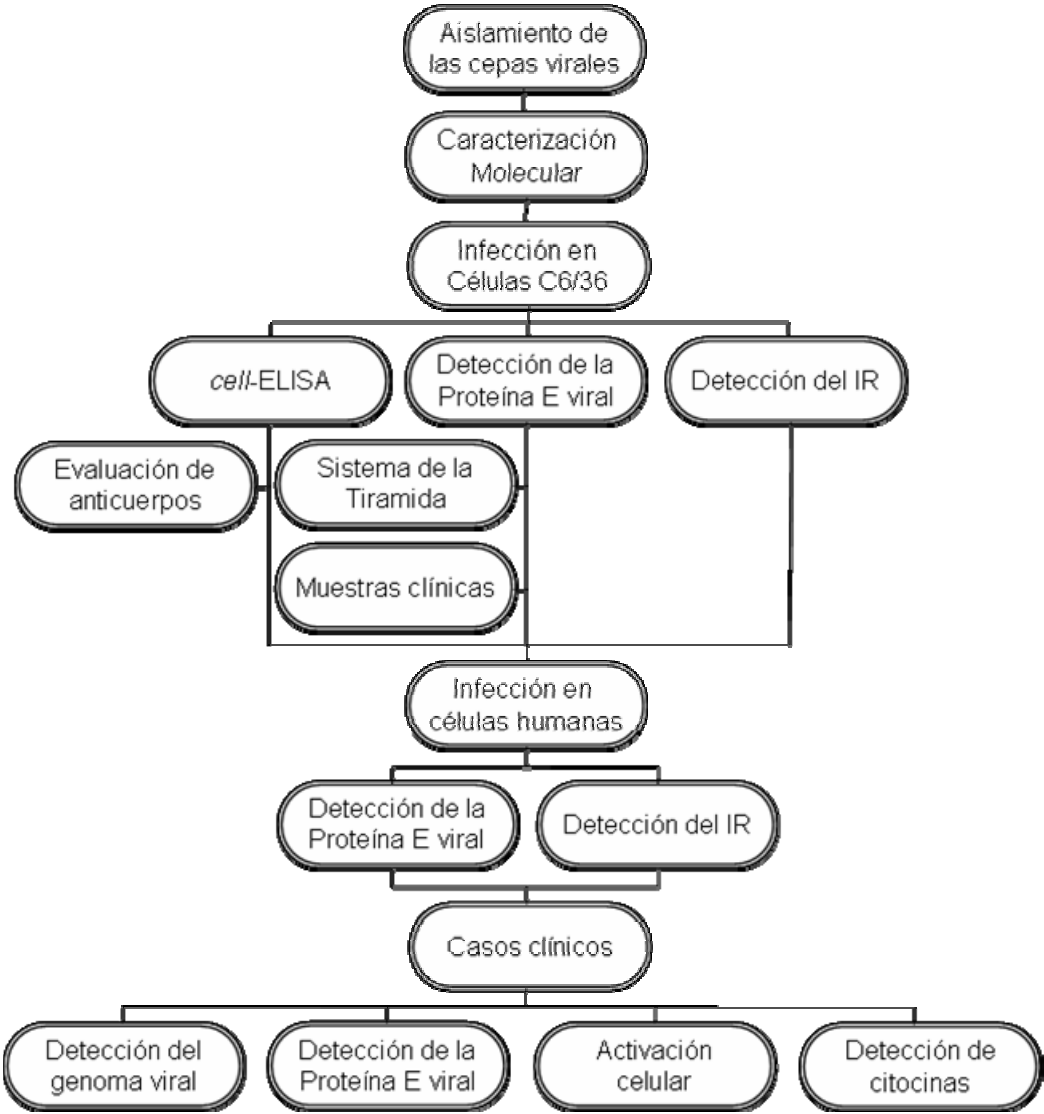 Aislamiento de
las cepas virales
Caracterización
Molecular
Infección en
Células C6/36
cell-ELISA
Detección de la
Proteína E viral
Detección del IR
Evaluación de
anticuerpos
Sistema de la
Tiramida
Muestras clínicas
Infección en
células humanas
Detección de la
Proteína E viral
Detección del IR
Casos clínicos
Detección del
genoma viral
Detección de la
Proteína E viral
Activación
celular
Detección de
citocinas